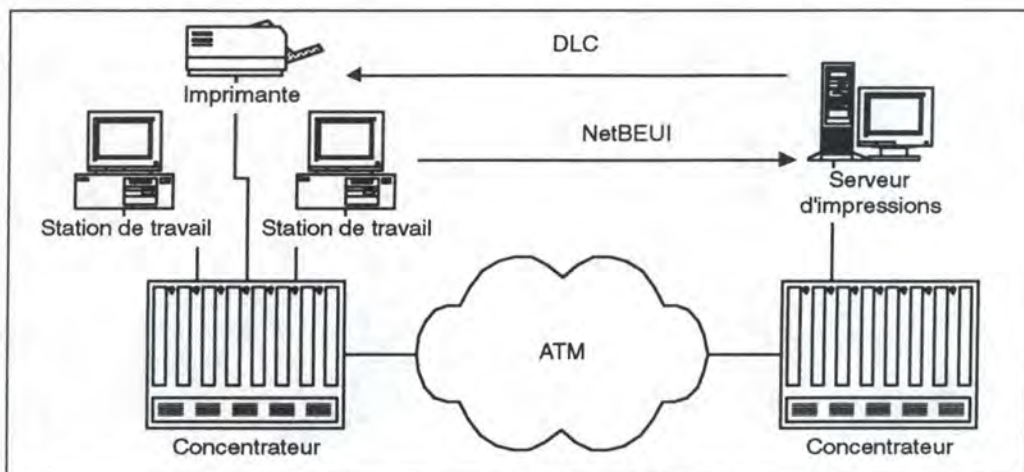 DLC
Imprimante
NetBEUI
Station de travail
Station de travail
Serveur
d'impressions
ATM
Concentrateur
Concentrateur